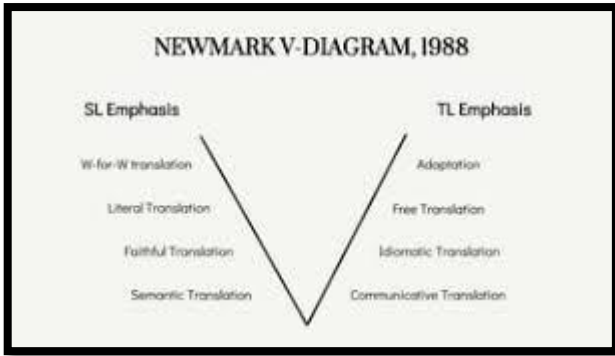 NEWMARK V-DIAGRAM, 1988
SL Emphasis
TL Emphasis
W-for-W translation
Adaptation
Literal Translation
Free Translation
Faithful Translation
Idiomatic Translation
Semantic Translation
Communicative Translation